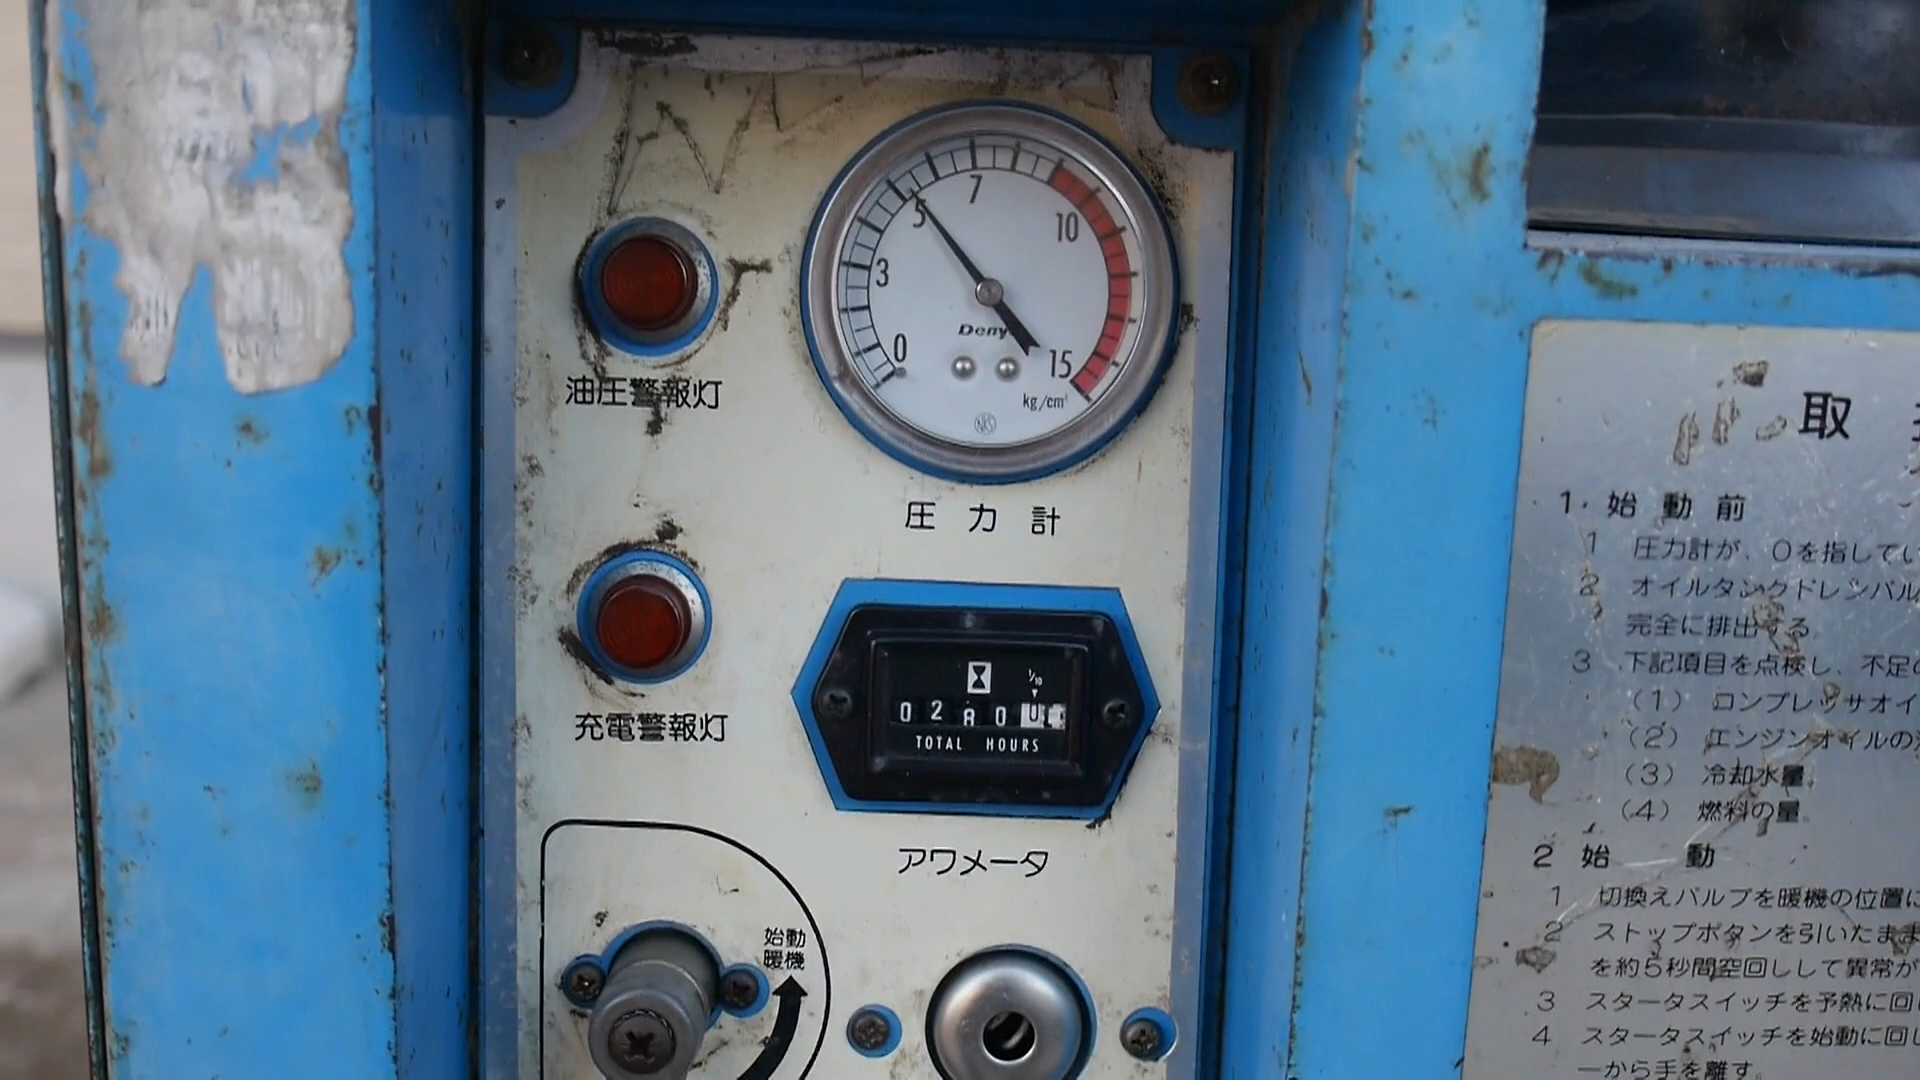 7
5
10
3
0
15
Deny
kg/cm²
NKS
油圧警報灯
圧力計
1/10
0280
TOTAL HOURS
充電警報灯
アワメータ
始動
暖機
取
1. 始動前
1 圧力計が、0を指してい
2 オイルタンクドレンバル
完全に排出する
3 下記項目を点検し、不足の
(1) コンプレッサオイ
(2) エンジンオイルの
(3) 冷却水量。
(4) 燃料の量。
2 始動
1 切換えバルブを暖機の位置に
2 ストップボタンを引いたまま
を約5秒間空回しして異常が
3 スタータスイッチを予熱に回
4 スタータスイッチを始動に回し
ーから手を離す。